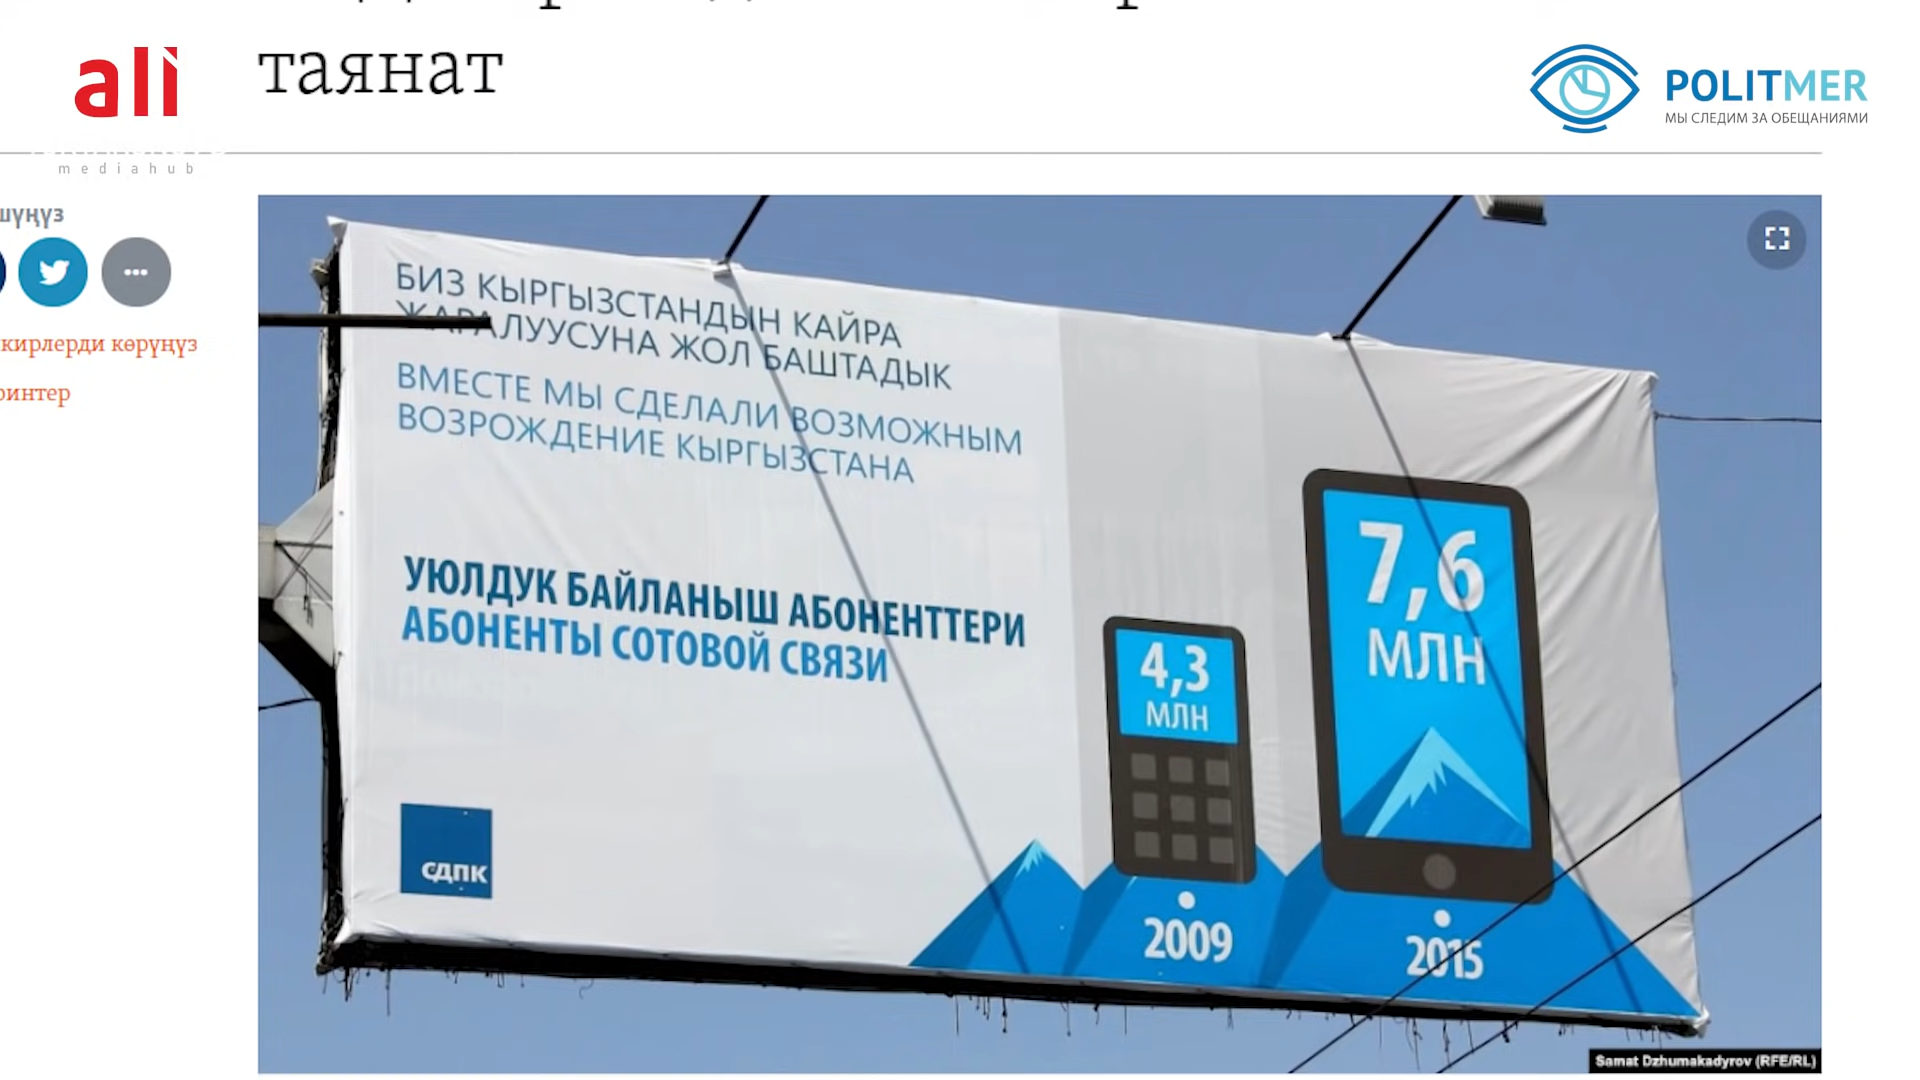 таянат
ali
mediahub
POLITMER
МЫ СЛЕДИМ ЗА ОБЕЩАНИЯМИ
кирлерди көрүңүз
БИЗ КЫРГЫЗСТАНДЫН КАЙРА
ЖАРАЛУУСУНА ЖОЛ БАШТАДЫК
ВМЕСТЕ МЫ СДЕЛАЛИ ВОЗМОЖНЫМ
ВОЗРОЖДЕНИЕ КЫРГЫЗСТАНА
УЮЛДУК БАЙЛАНЫШ АБОНЕНТТЕРИ
АБОНЕНТЫ СОТОВОЙ СВЯЗИ
4,3
МЛН
7,6
МЛН
СДПК
2009
2015
Samat Dzhumakadyrov (RFE/RL)